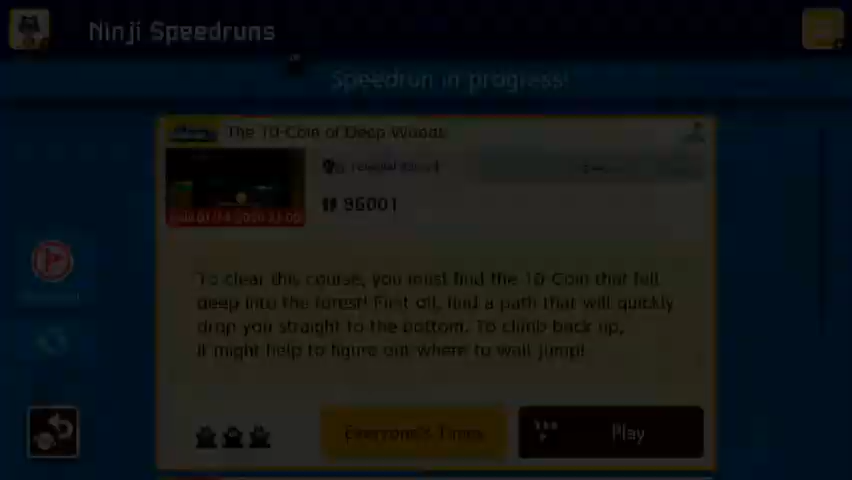 Ninji Speedruns
Speedrun in progress!
The 10-Coin of Deep Woods
96001
To clear this course, you must find the 10-Coin that fell
deep into the forest! First off, find a path that will quickly
drop you straight to the bottom. To climb back up,
it might help to figure out where to wall jump!
Everyone's Times
Play